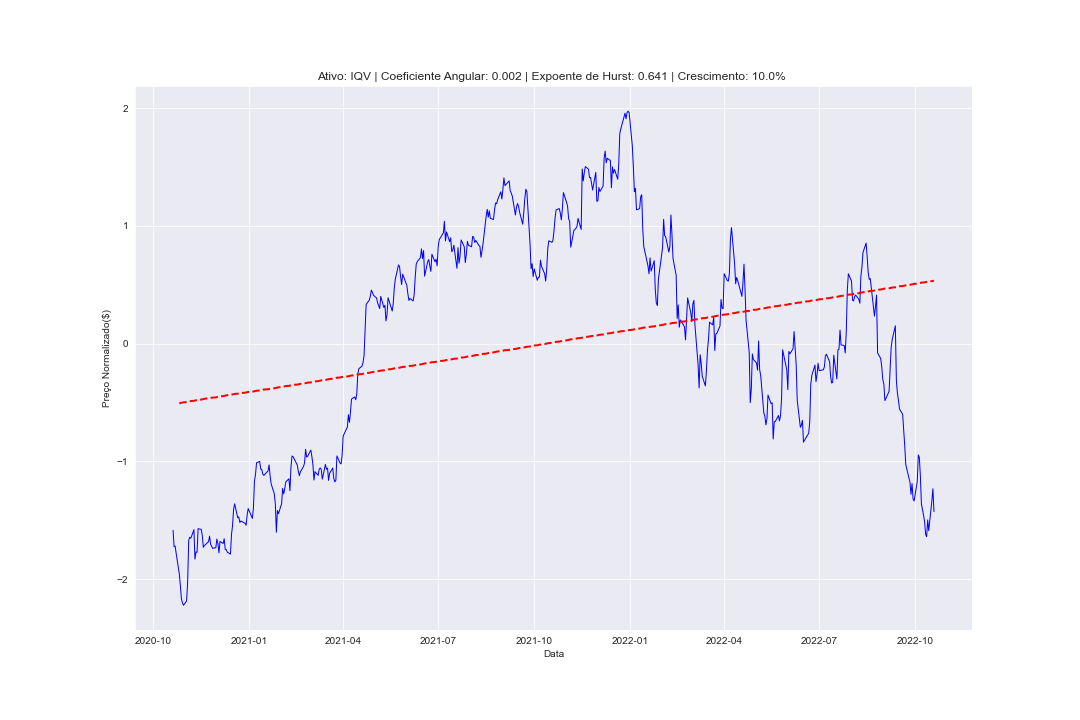 Ativo: IQV | Coeficiente Angular: 0.002 | Expoente de Hurst: 0.641 | Crescimento: 10.0%
2
1
0
−1
−2
Preço Normalizado($)
2020-10 2021-01 2021-04 2021-07 2021-10 2022-01 2022-04 2022-07 2022-10
Data